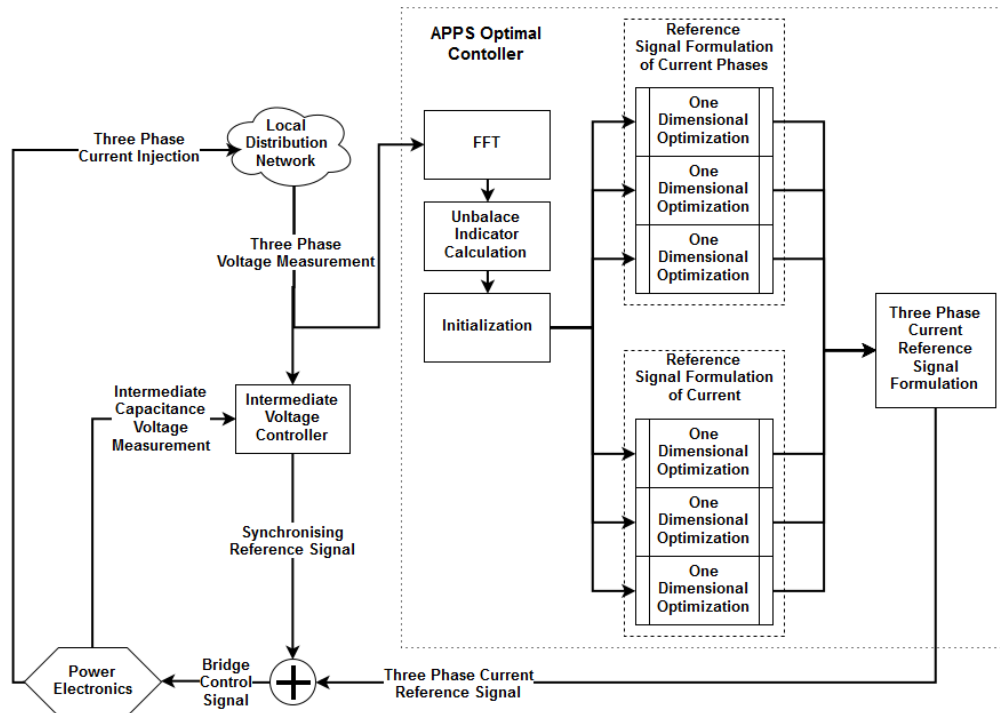 APPS Optimal
Contoller
Reference
Signal Formulation
of Current Phases
One
Dimensional
Optimization
One
Dimensional
Optimization
One
Dimensional
Optimization
FFT
Unbalace
Indicator
Calculation
Initialization
Three Phase
Current Injection
Local
Distribution
Network
Three Phase
Voltage Measurement
Three Phase
Current
Reference
Signal
Formulation
Reference
Signal Formulation
of Current
One
Dimensional
Optimization
One
Dimensional
Optimization
One
Dimensional
Optimization
Intermediate
Capacitance
Voltage
Measurement
Intermediate
Voltage
Controller
Synchronising
Reference Signal
Power
Electronics
Bridge
Control
Signal
Three Phase Current
Reference Signal